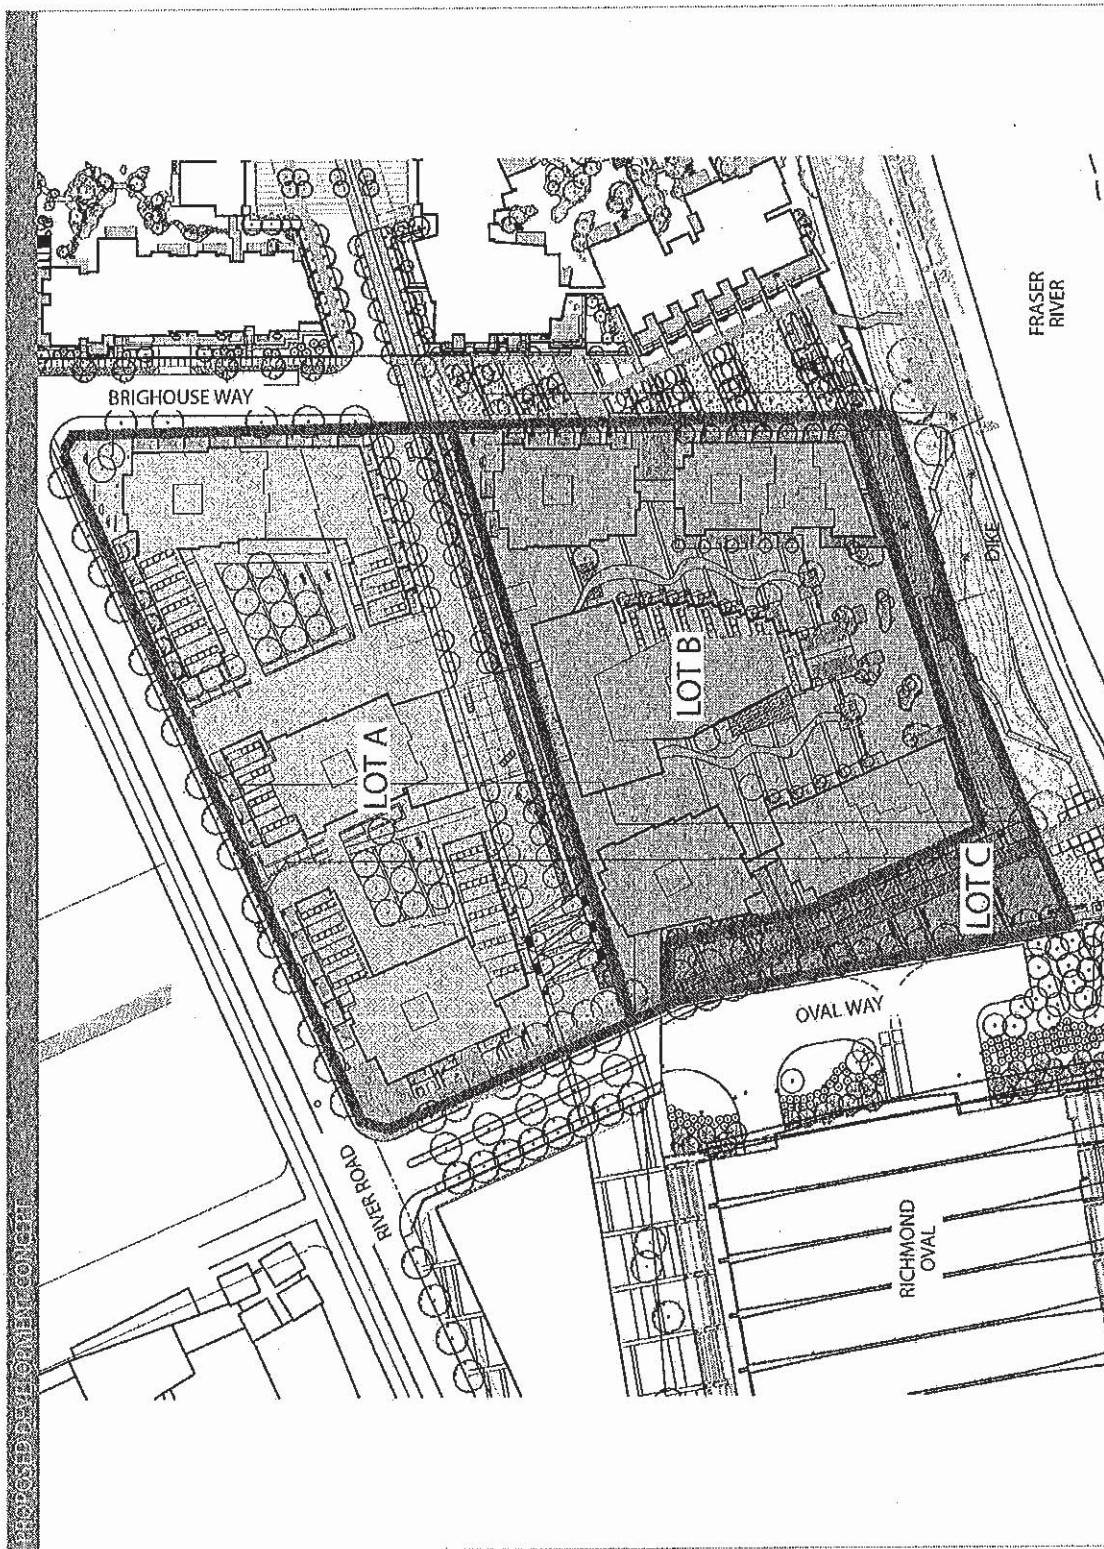 PROPOSED DEVELOPMENT CONCEPT
BRIGHOUSE WAY
FRASER
RIVER
DIKE
LOT B
LOT A
LOT C
OVAL WAY
RIVER ROAD
RICHMOND
OVAL